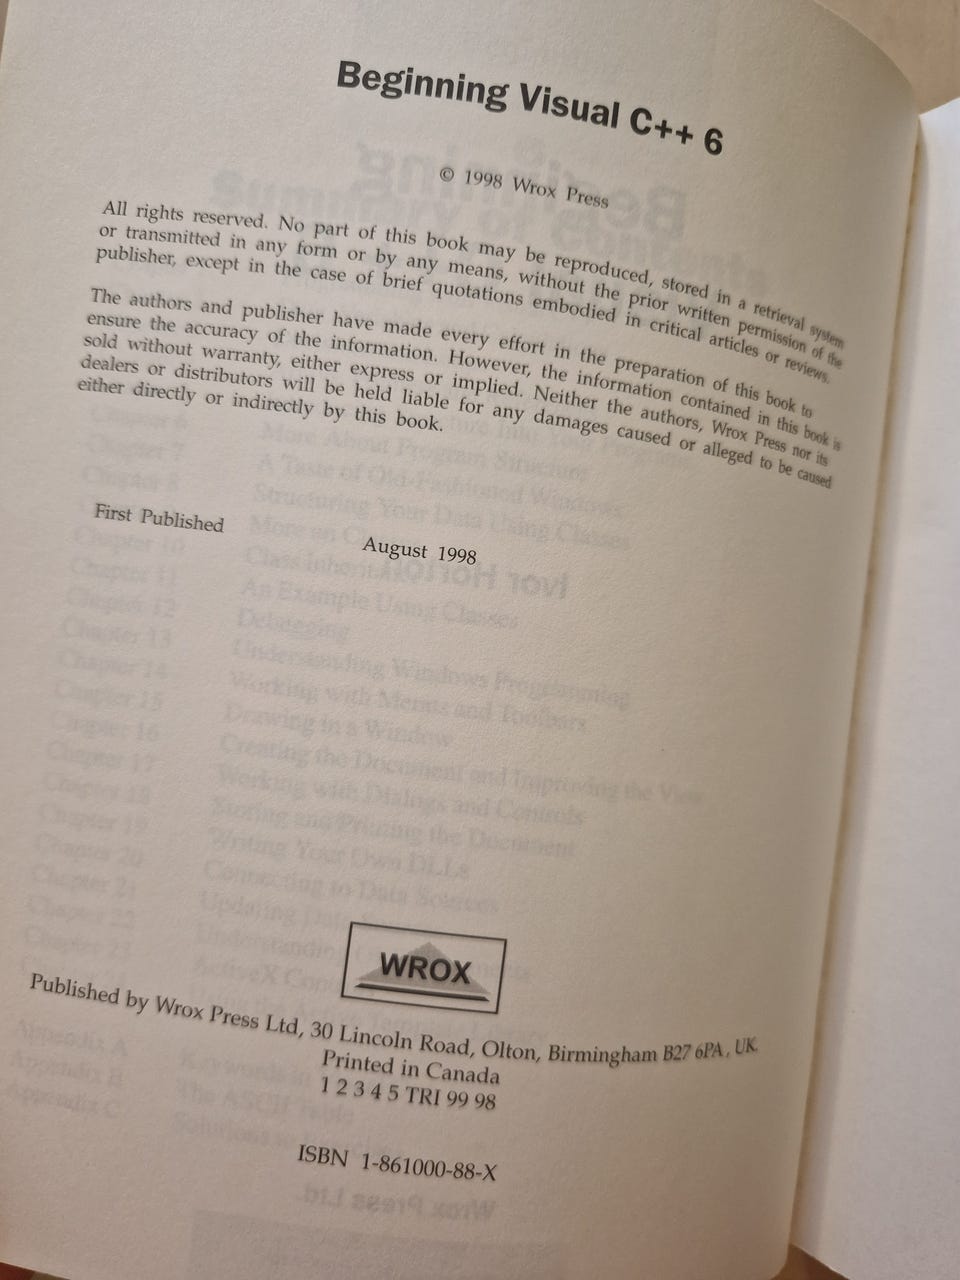 Beginning Visual C++ 6
© 1998 Wrox Press
All rights reserved. No part of this book may be reproduced, stored in a retrieval system
or transmitted in any form or by any means, without the prior written permission of the
publisher, except in the case of brief quotations embodied in critical articles or reviews.
The authors and publisher have made every effort in the preparation of this book to
ensure the accuracy of the information. However, the information contained in this book is
sold without warranty, either express or implied. Neither the authors, Wrox Press nor its
dealers or distributors will be held liable for any damages caused or alleged to be caused
either directly or indirectly by this book.
First Published August 1998
WROX
Published by Wrox Press Ltd, 30 Lincoln Road, Olton, Birmingham B27 6PA, UK.
Printed in Canada
1 2 3 4 5 TRI 99 98
ISBN 1-861000-88-X